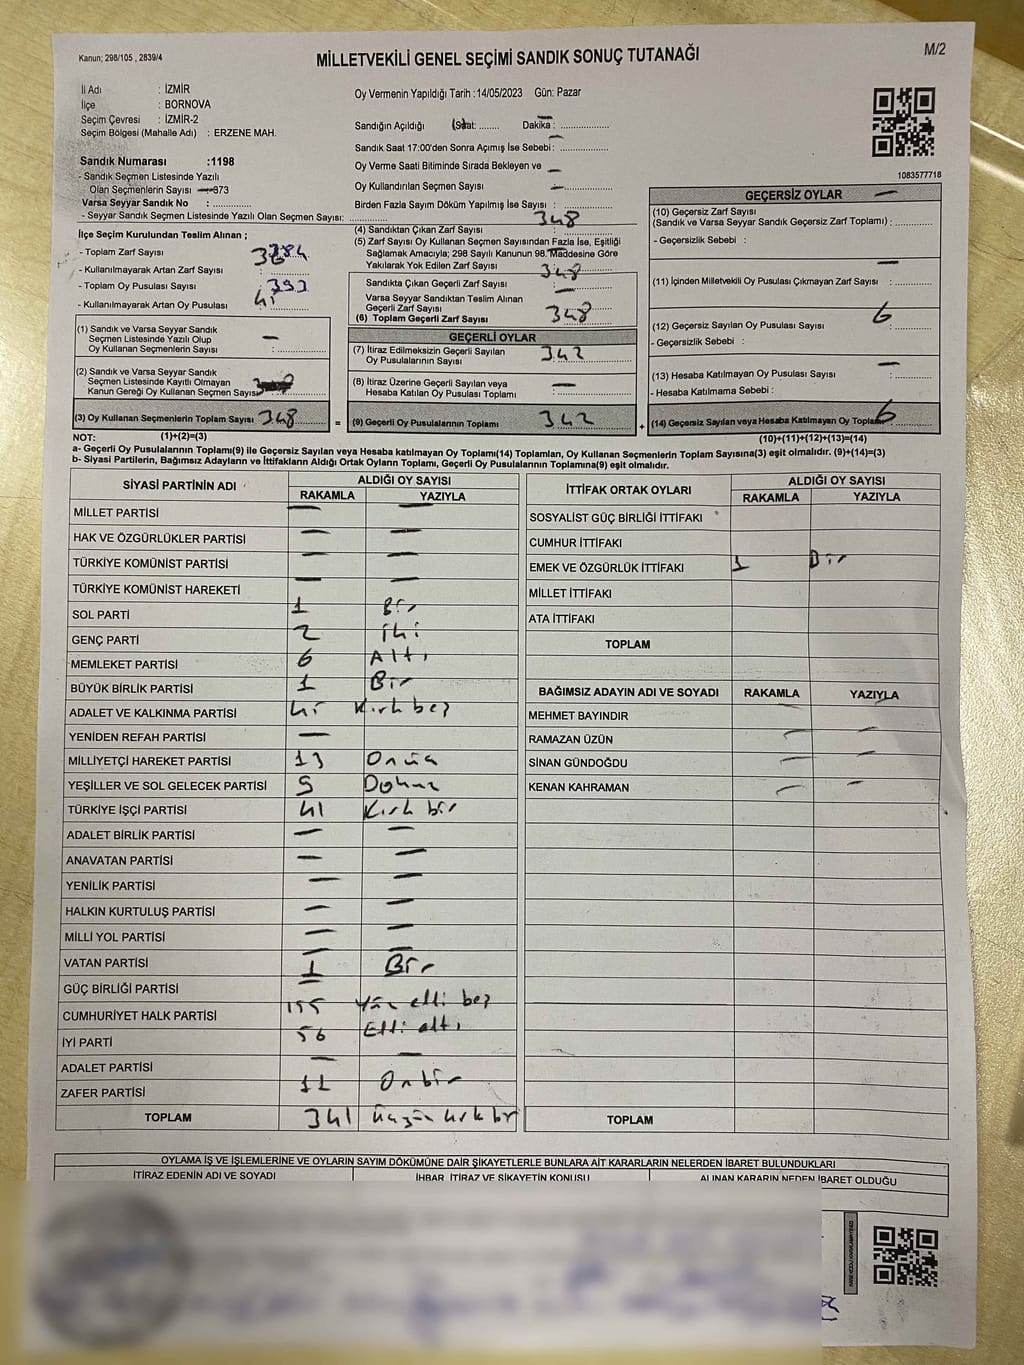 Kanun; 298/105 , 2839/4
MİLLETVEKİLİ GENEL SEÇİMİ SANDIK SONUÇ TUTANAĞI
M/2
İl Adı : İZMİR
İlçe : BORNOVA
Seçim Çevresi : İZMİR-2
Seçim Bölgesi (Mahalle Adı) : ERZENE MAH.
Sandık Numarası :1198
- Sandık Seçmen Listesinde Yazılı
Olan Seçmenlerin Sayısı 373
Varsa Seyyar Sandık No : ............
- Seyyar Sandık Seçmen Listesinde Yazılı Olan Seçmen Sayısı: ............
Oy Vermenin Yapıldığı Tarih :14/05/2023 Gün: Pazar
Sandığın Açıldığı (Saat: ........ Dakika : ............
Sandık Saat 17:00'den Sonra Açımış İse Sebebi: ............
Oy Verme Saati Bitiminde Sırada Bekleyen ve —
Oy Kullandırılan Seçmen Sayısı : —
Birden Fazla Sayım Döküm Yapılmış İse Sayısı : ............
1083577718
İlçe Seçim Kurulundan Teslim Alınan ;
- Toplam Zarf Sayısı 384
- Kullanılmayarak Artan Zarf Sayısı : 36
- Toplam Oy Pusulası Sayısı : 393
- Kullanılmayarak Artan Oy Pusulası 45
(4) Sandıktan Çıkan Zarf Sayısı : 348
(5) Zarf Sayısı Oy Kullanan Seçmen Sayısından Fazla İse, Eşitliği
Sağlamak Amacıyla; 298 Sayılı Kanunun 98. Maddesine Göre
Yakılarak Yok Edilen Zarf Sayısı —
Sandıkta Çıkan Geçerli Zarf Sayısı : 348
Varsa Seyyar Sandıktan Teslim Alınan
Geçerli Zarf Sayısı —
(6) Toplam Geçerli Zarf Sayısı : 348
GEÇERSİZ OYLAR
(10) Geçersiz Zarf Sayısı —
(Sandık ve Varsa Seyyar Sandık Geçersiz Zarf Toplamı) : ............
- Geçersizlik Sebebi :
(11) İçinden Milletvekili Oy Pusulası Çıkmayan Zarf Sayısı —
(12) Geçersiz Sayılan Oy Pusulası Sayısı 6
- Geçersizlik Sebebi :
(13) Hesaba Katılmayan Oy Pusulası Sayısı —
- Hesaba Katılmama Sebebi :
(1) Sandık ve Varsa Seyyar Sandık
Seçmen Listesinde Yazılı Olup
Oy Kullanan Seçmenlerin Sayısı : —
(2) Sandık ve Varsa Seyyar Sandık
Seçmen Listesinde Kayıtlı Olmayan
Kanun Gereği Oy Kullanan Seçmen Sayısı
GEÇERLİ OYLAR
(7) İtiraz Edilmeksizin Geçerli Sayılan
Oy Pusulalarının Sayısı 342
(8) İtiraz Üzerine Geçerli Sayılan veya
Hesaba Katılan Oy Pusulası Toplamı —
(3) Oy Kullanan Seçmenlerin Toplam Sayısı 348 = (9) Geçerli Oy Pusulalarının Toplamı 342 + (14) Geçersiz Sayılan veya Hesaba Katılmayan Oy Toplamı 6
NOT: (1)+(2)=(3)
(10)+(11)+(12)+(13)=(14)
a- Geçerli Oy Pusulalarının Toplamı(9) ile Geçersiz Sayılan veya Hesaba katılmayan Oy Toplamı(14) Toplamları, Oy Kullanan Seçmenlerin Toplam Sayısına(3) eşit olmalıdır. (9)+(14)=(3)
b- Siyasi Partilerin, Bağımsız Adayların ve İttifakların Aldığı Ortak Oyların Toplamı, Geçerli Oy Pusulalarının Toplamına(9) eşit olmalıdır.
SİYASİ PARTİNİN ADI ALDIĞI OY SAYISI
RAKAMLA YAZIYLA
MİLLET PARTİSİ — —
HAK VE ÖZGÜRLÜKLER PARTİSİ — —
TÜRKİYE KOMÜNİST PARTİSİ — —
TÜRKİYE KOMÜNİST HAREKETİ — —
SOL PARTİ 1 Bir
GENÇ PARTİ 2 iki
MEMLEKET PARTİSİ 6 Altı
BÜYÜK BİRLİK PARTİSİ 1 Bir
ADALET VE KALKINMA PARTİSİ 45 Kırk beş
YENİDEN REFAH PARTİSİ —
MİLLİYETÇİ HAREKET PARTİSİ 13 Onüç
YEŞİLLER VE SOL GELECEK PARTİSİ 9 Dokuz
TÜRKİYE İŞÇİ PARTİSİ 41 Kırk bir
ADALET BİRLİK PARTİSİ — —
ANAVATAN PARTİSİ — —
YENİLİK PARTİSİ — —
HALKIN KURTULUŞ PARTİSİ — —
MİLLİ YOL PARTİSİ — —
VATAN PARTİSİ 1 Bir
GÜÇ BİRLİĞİ PARTİSİ —
CUMHURİYET HALK PARTİSİ 155 Yüz elli beş
İYİ PARTİ 56 Elli altı
ADALET PARTİSİ — —
ZAFER PARTİSİ 11 Onbir
TOPLAM 341 üçyüz kırk bir
İTTİFAK ORTAK OYLARI ALDIĞI OY SAYISI
RAKAMLA YAZIYLA
SOSYALİST GÜÇ BİRLİĞİ İTTİFAKI
CUMHUR İTTİFAKI
EMEK VE ÖZGÜRLÜK İTTİFAKI 1 Bir
MİLLET İTTİFAKI
ATA İTTİFAKI
TOPLAM
BAĞIMSIZ ADAYIN ADI VE SOYADI RAKAMLA YAZIYLA
MEHMET BAYINDIR —
RAMAZAN ÜZÜN — —
SİNAN GÜNDOĞDU — —
KENAN KAHRAMAN — —
TOPLAM
OYLAMA İŞ VE İŞLEMLERİNE VE OYLARIN SAYIM DÖKÜMÜNE DAİR ŞİKAYETLERLE BUNLARA AİT KARARLARIN NELERDEN İBARET BULUNDUKLARI
İTİRAZ EDENİN ADI VE SOYADI İHBAR, İTİRAZ VE ŞİKAYETİN KONUSU ALINAN KARARIN NEDEN İBARET OLDUĞU